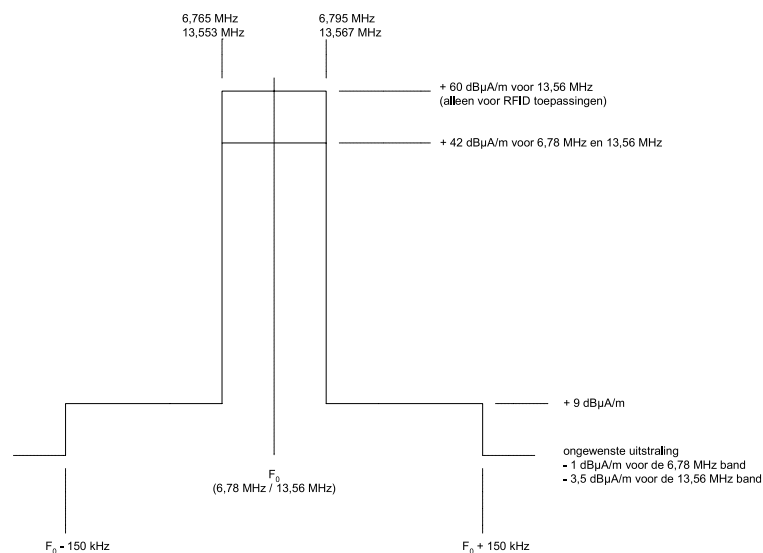 6,765 MHz
13,553 MHz
6,795 MHz
13,567 MHz
+ 60 dBµA/m voor 13,56 MHz
(alleen voor RFID toepassingen)
+ 42 dBµA/m voor 6,78 MHz en 13,56 MHz
+ 9 dBµA/m
ongewenste uitstraling
- 1 dBµA/m voor de 6,78 MHz band
- 3,5 dBµA/m voor de 13,56 MHz band
F₀
(6,78 MHz / 13,56 MHz)
F₀ - 150 kHz
F₀ + 150 kHz